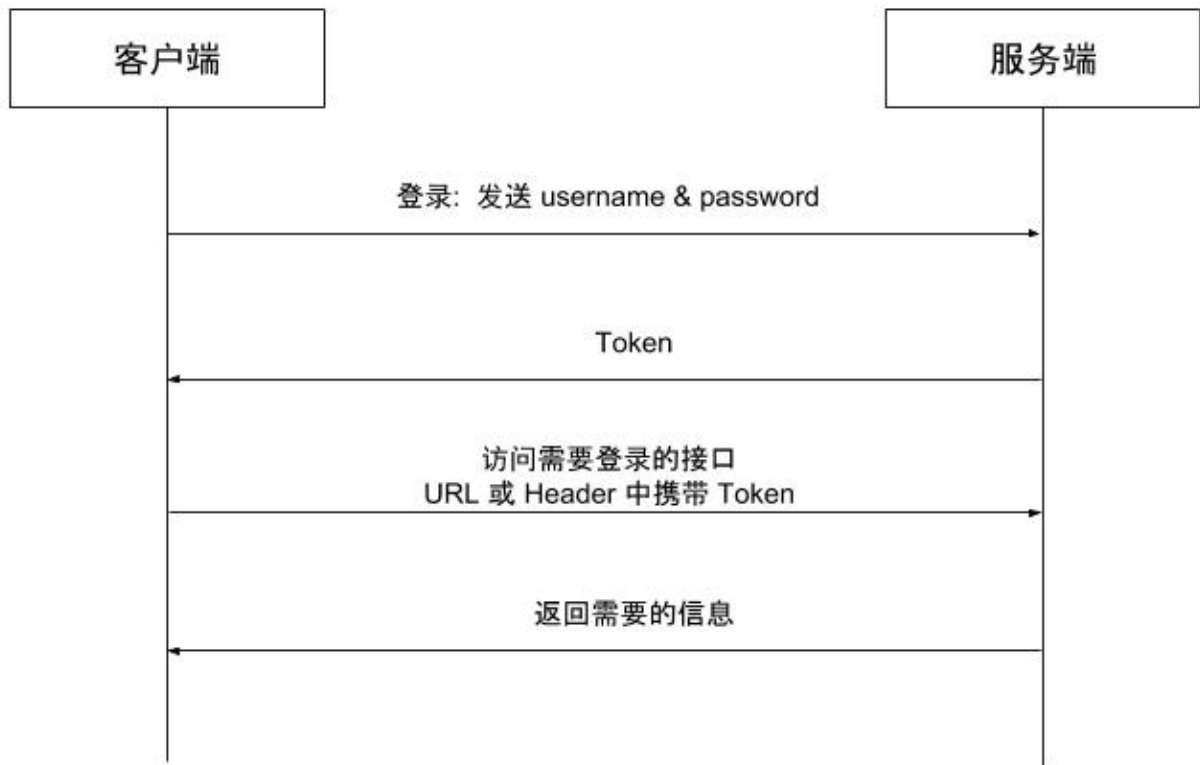 客户端
服务端
登录: 发送 username & password
Token
访问需要登录的接口
URL 或 Header 中携带 Token
返回需要的信息